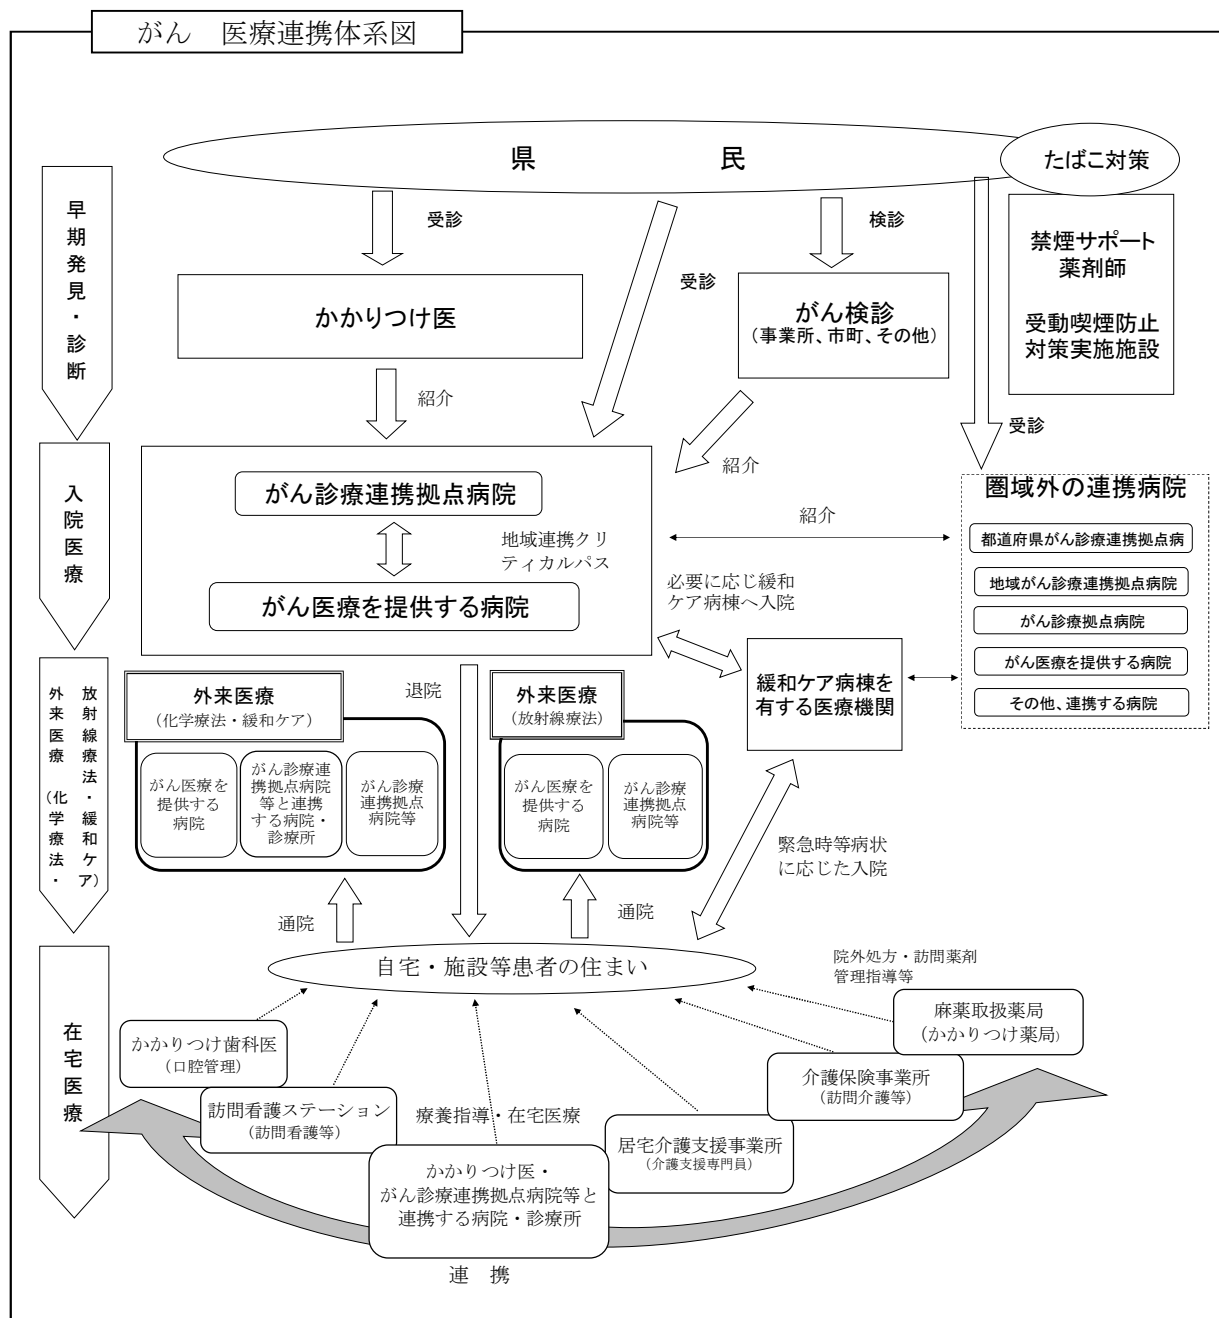 がん　医療連携体系図
県　民
たばこ対策
早期発見・診断
受診
検診
受診
禁煙サポート
薬剤師
受動喫煙防止
対策実施施設
かかりつけ医
がん検診
（事業所、市町、その他）
紹介
紹介
受診
入院医療
がん診療連携拠点病院
地域連携クリ
ティカルパス
がん医療を提供する病院
紹介
必要に応じ緩和
ケア病棟へ入院
圏域外の連携病院
都道府県がん診療連携拠点病
地域がん診療連携拠点病院
がん診療拠点病院
がん医療を提供する病院
その他、連携する病院
外来医療（化学療法・
放射線療法・緩和ケア）
外来医療
（化学療法・緩和ケア）
がん医療を
提供する
病院
がん診療連
携拠点病院
等と連携
する病院・
診療所
がん診療
連携拠点
病院等
退院
外来医療
（放射線療法）
がん医療を
提供する
病院
がん診療
連携拠点
病院等
緩和ケア病棟を
有する医療機関
緊急時等病状
に応じた入院
通院
通院
在宅医療
自宅・施設等患者の住まい
院外処方・訪問薬剤
管理指導等
麻薬取扱薬局
（かかりつけ薬局）
かかりつけ歯科医
（口腔管理）
介護保険事業所
（訪問介護等）
訪問看護ステーション
（訪問看護等）
療養指導・在宅医療
居宅介護支援事業所
（介護支援専門員）
かかりつけ医・
がん診療連携拠点病院等と
連携する病院・診療所
連　携